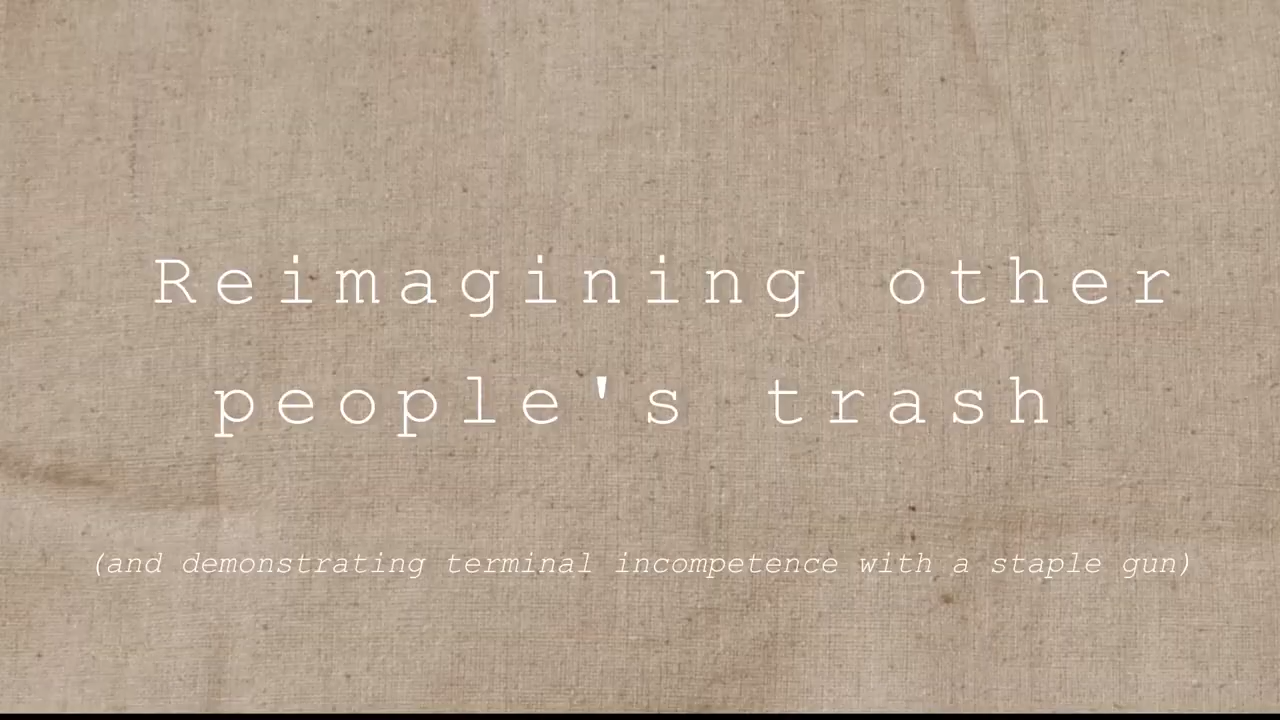 Reimagining other
people's trash
(and demonstrating terminal incompetence with a staple gun)